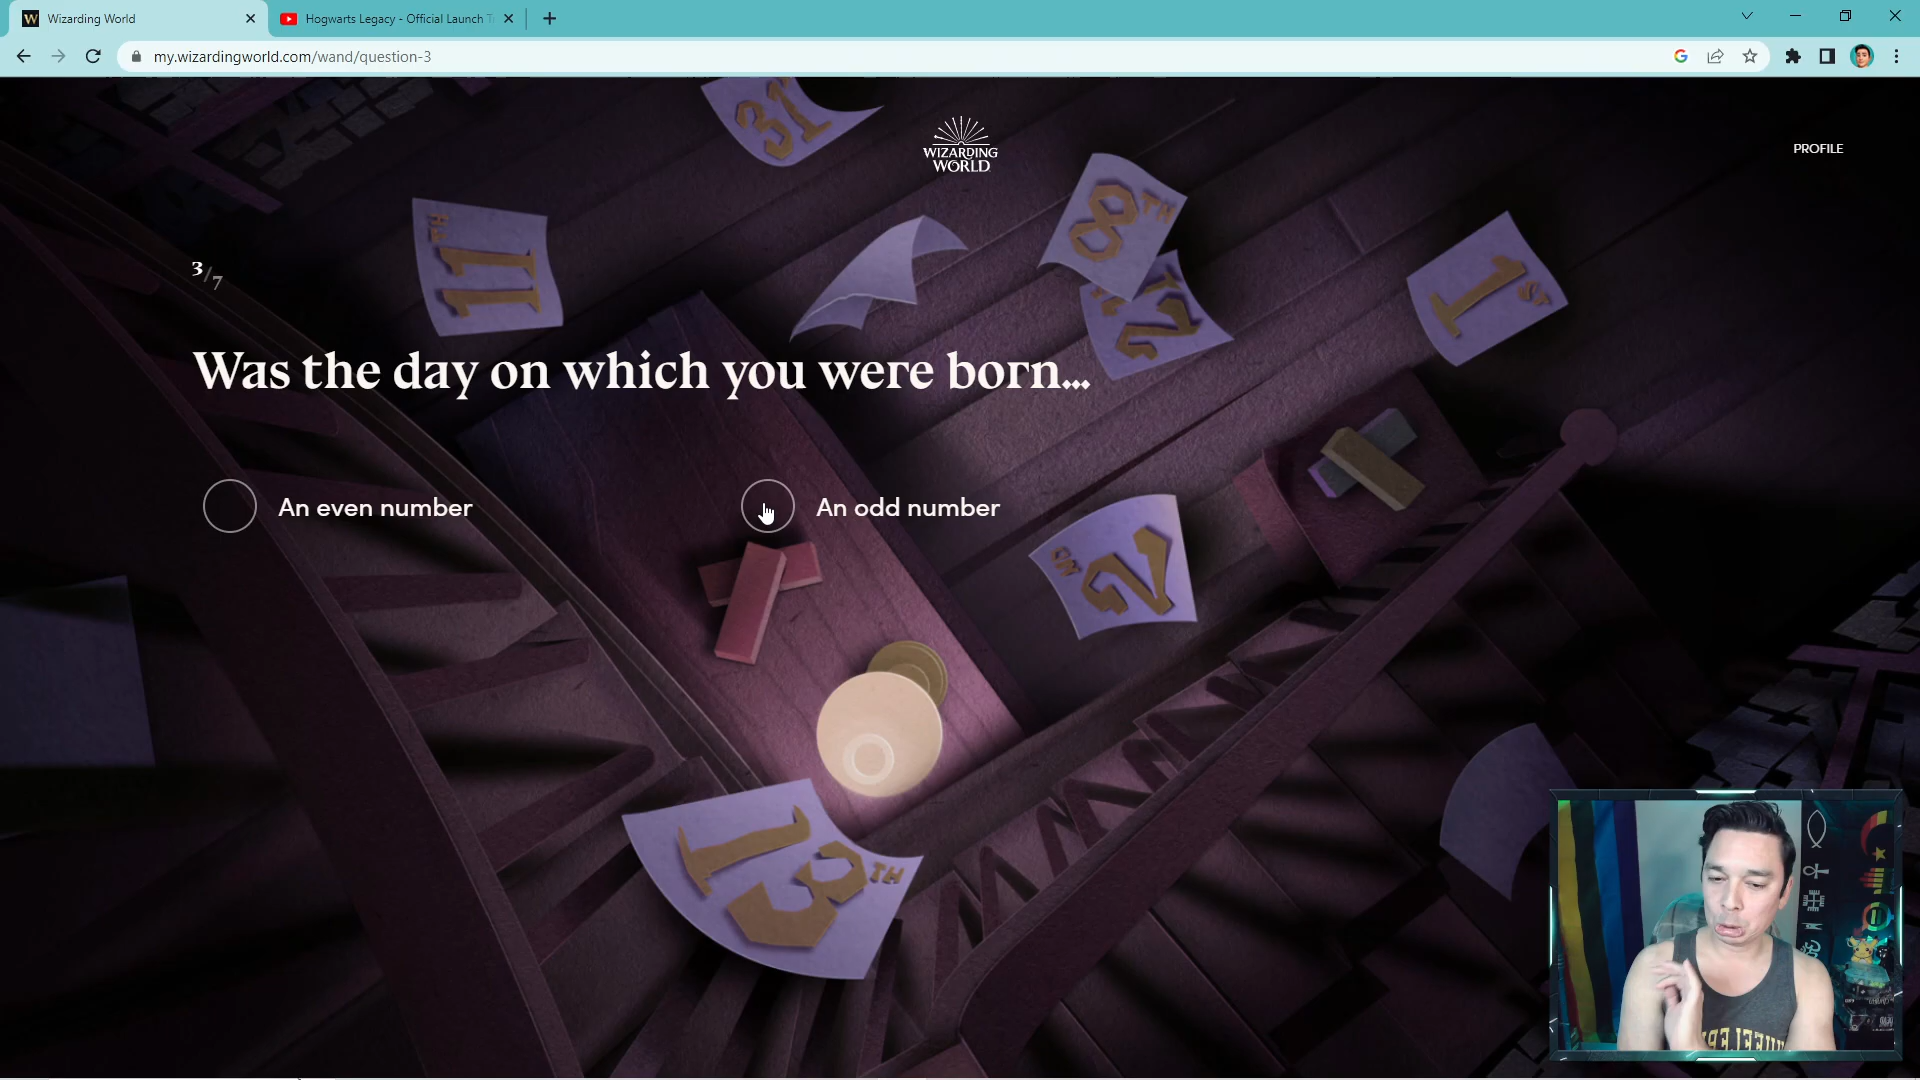 Wizarding World
Hogwarts Legacy - Official Launch T
my.wizardingworld.com/wand/question-3
WIZARDING
WORLD
PROFILE
31
11TH
8TH
1ST
3/7
Was the day on which you were born...
An even number
An odd number
2ND
13TH